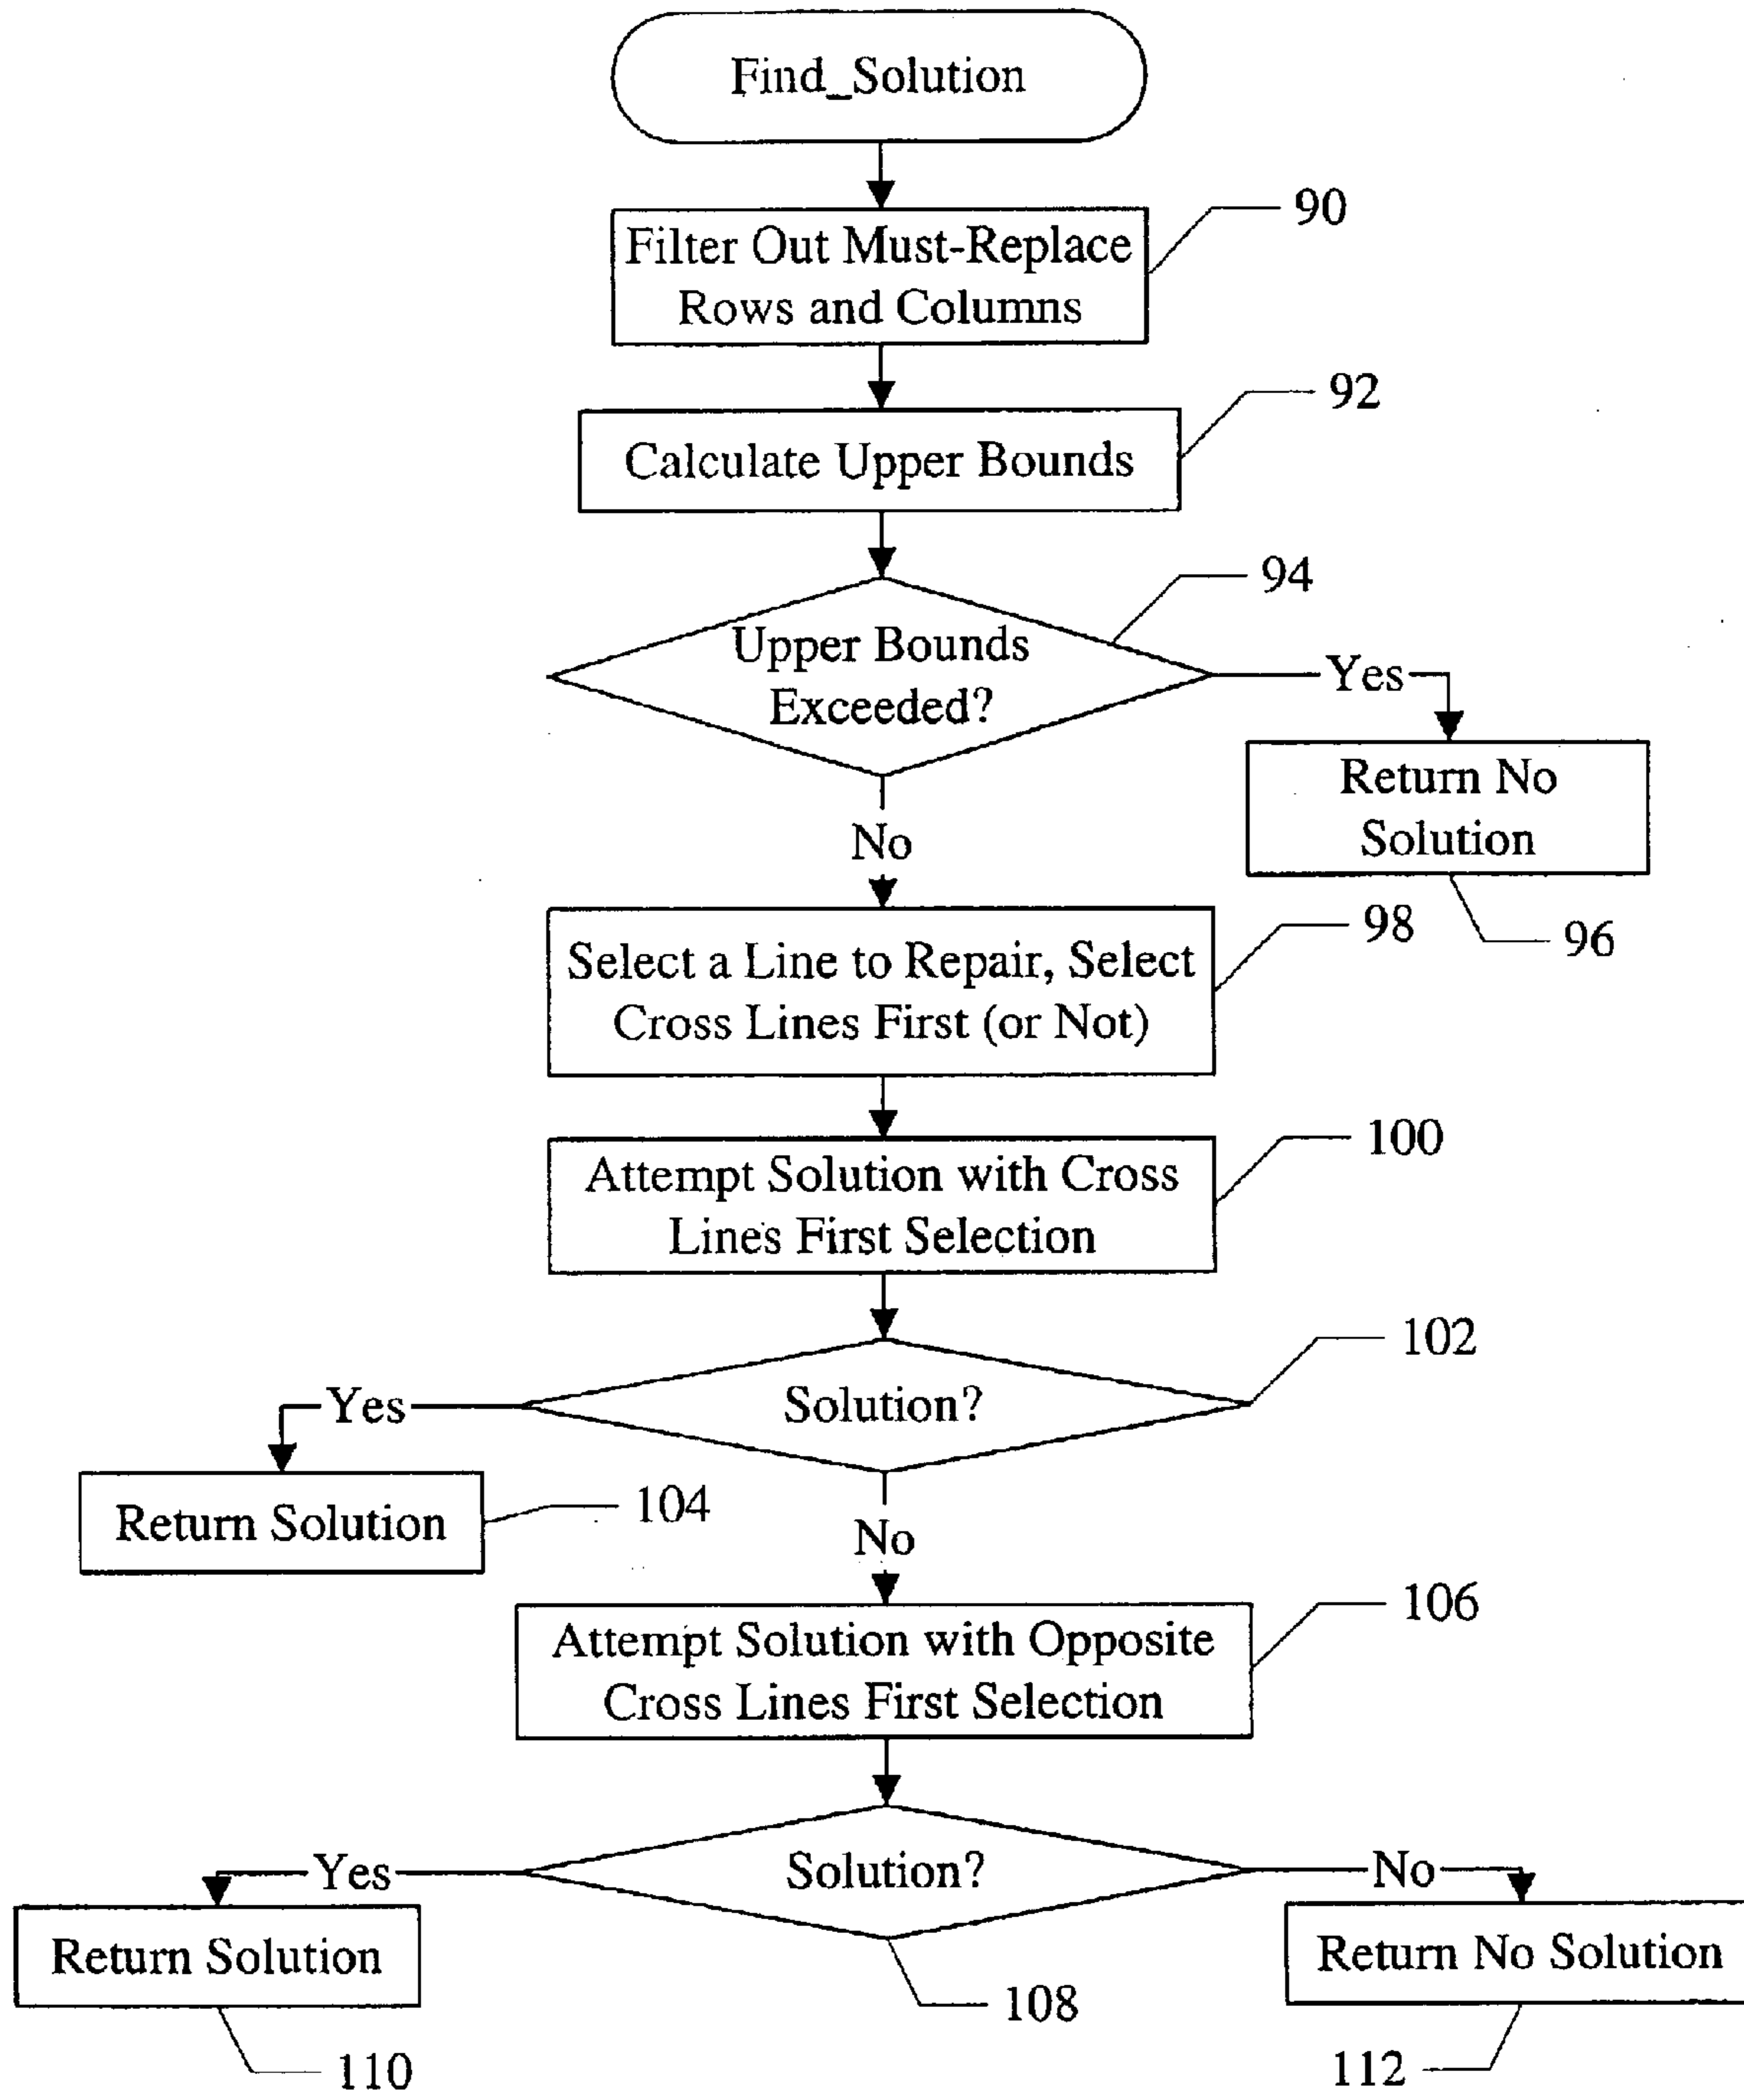 Find_Solution
90
Filter Out Must-Replace
Rows and Columns
92
Calculate Upper Bounds
94
Upper Bounds
Exceeded?
Yes
Return No
Solution
96
No
98
Select a Line to Repair, Select
Cross Lines First (or Not)
100
Attempt Solution with Cross
Lines First Selection
102
Solution?
Yes
Return Solution
104
No
106
Attempt Solution with Opposite
Cross Lines First Selection
Solution?
Yes
No
Return Solution
Return No Solution
108
110
112